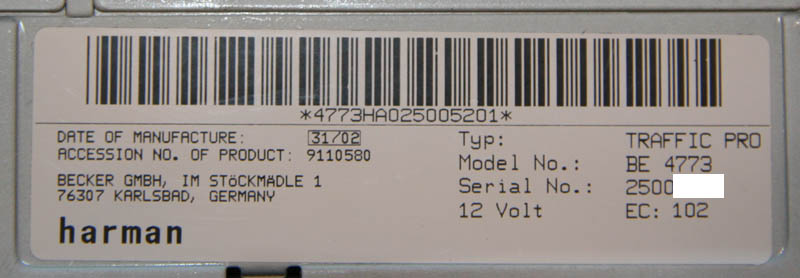 *4773HA025005201*
DATE OF MANUFACTURE: 31/02
ACCESSION NO. OF PRODUCT: 9110580
BECKER GMBH, IM STöCKMÄDLE 1
76307 KARLSBAD, GERMANY
harman
Typ: TRAFFIC PRO
Model No.: BE 4773
Serial No.: 2500
12 Volt EC: 102